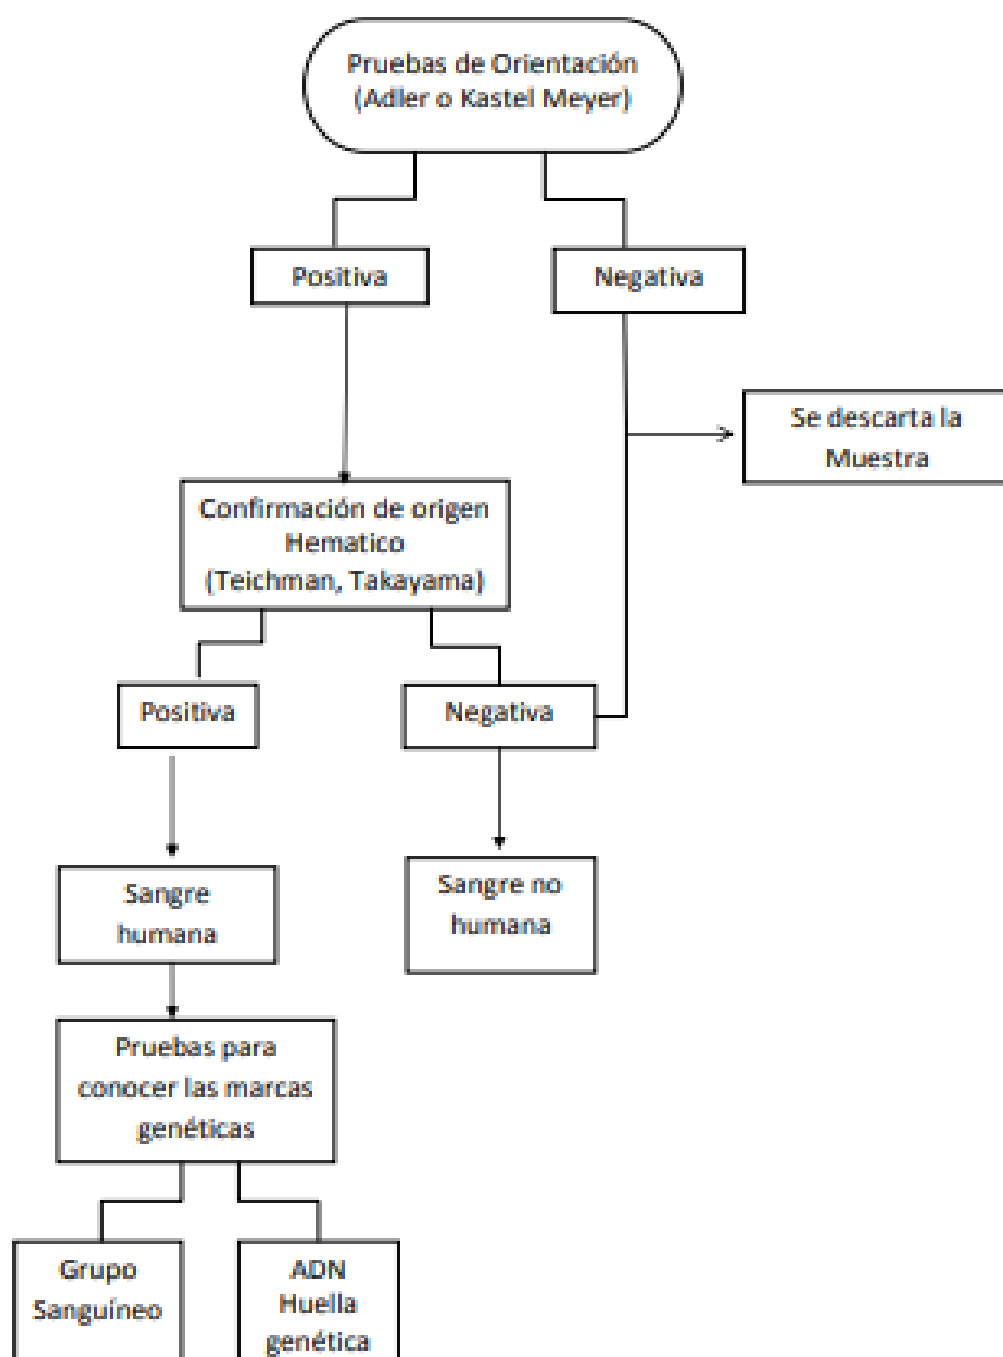 Pruebas de Orientación
(Adler o Kastel Meyer)
Positiva
Negativa
Se descarta la
Muestra
Confirmación de origen
Hematico
(Teichman, Takayama)
Positiva
Negativa
Sangre
humana
Sangre no
humana
Pruebas para
conocer las marcas
genéticas
Grupo
Sanguíneo
ADN
Huella
genética